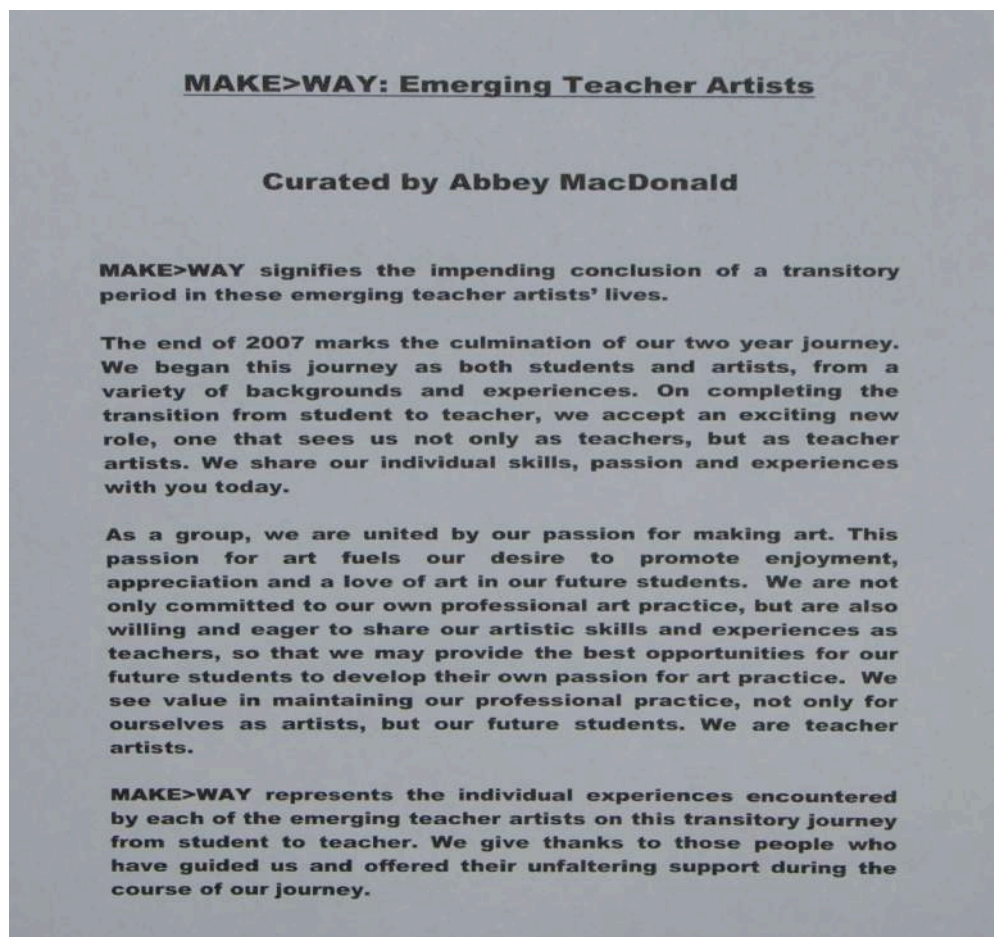 MAKE>WAY: Emerging Teacher Artists
Curated by Abbey MacDonald
MAKE>WAY signifies the impending conclusion of a transitory
period in these emerging teacher artists' lives.
The end of 2007 marks the culmination of our two year journey.
We began this journey as both students and artists, from a
variety of backgrounds and experiences. On completing the
transition from student to teacher, we accept an exciting new
role, one that sees us not only as teachers, but as teacher
artists. We share our individual skills, passion and experiences
with you today.
As a group, we are united by our passion for making art. This
passion for art fuels our desire to promote enjoyment,
appreciation and a love of art in our future students. We are not
only committed to our own professional art practice, but are also
willing and eager to share our artistic skills and experiences as
teachers, so that we may provide the best opportunities for our
future students to develop their own passion for art practice. We
see value in maintaining our professional practice, not only for
ourselves as artists, but our future students. We are teacher
artists.
MAKE>WAY represents the individual experiences encountered
by each of the emerging teacher artists on this transitory journey
from student to teacher. We give thanks to those people who
have guided us and offered their unfaltering support during the
course of our journey.